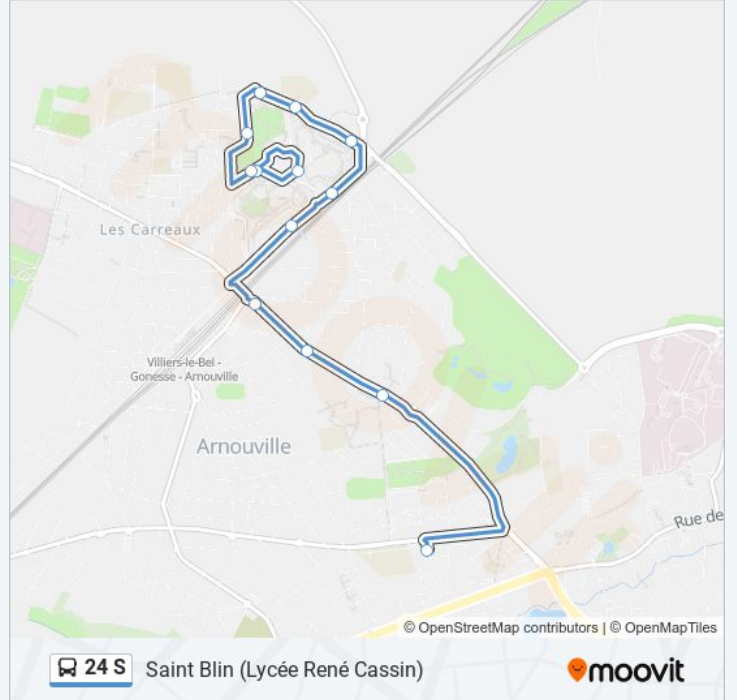 Les Carreaux
Villiers-le-Bel -
Gonesse - Arnouville
Arnouville
Rue de
© OpenStreetMap contributors | © OpenMapTiles
24 S Saint Blin (Lycée René Cassin)
moovit